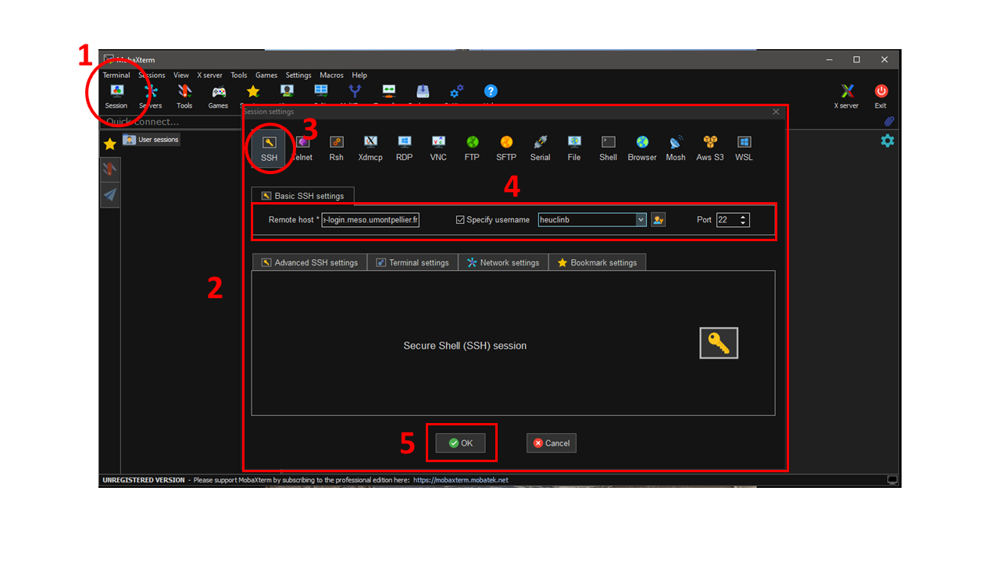 1
MobaXterm
Terminal Sessions View X server Tools Games Settings Macros Help
Session Servers Tools Games X server Exit
Quick connect...
Session settings
User sessions
3
SSH Telnet Rsh Xdmcp RDP VNC FTP SFTP Serial File Shell Browser Mosh Aws S3 WSL
4
Basic SSH settings
Remote host * e-login.meso.umontpellier.fr Specify username heuclinb Port 22
Advanced SSH settings Terminal settings Network settings Bookmark settings
2
Secure Shell (SSH) session
5
OK Cancel
UNREGISTERED VERSION - Please support MobaXterm by subscribing to the professional edition here: https://mobaxterm.mobatek.net